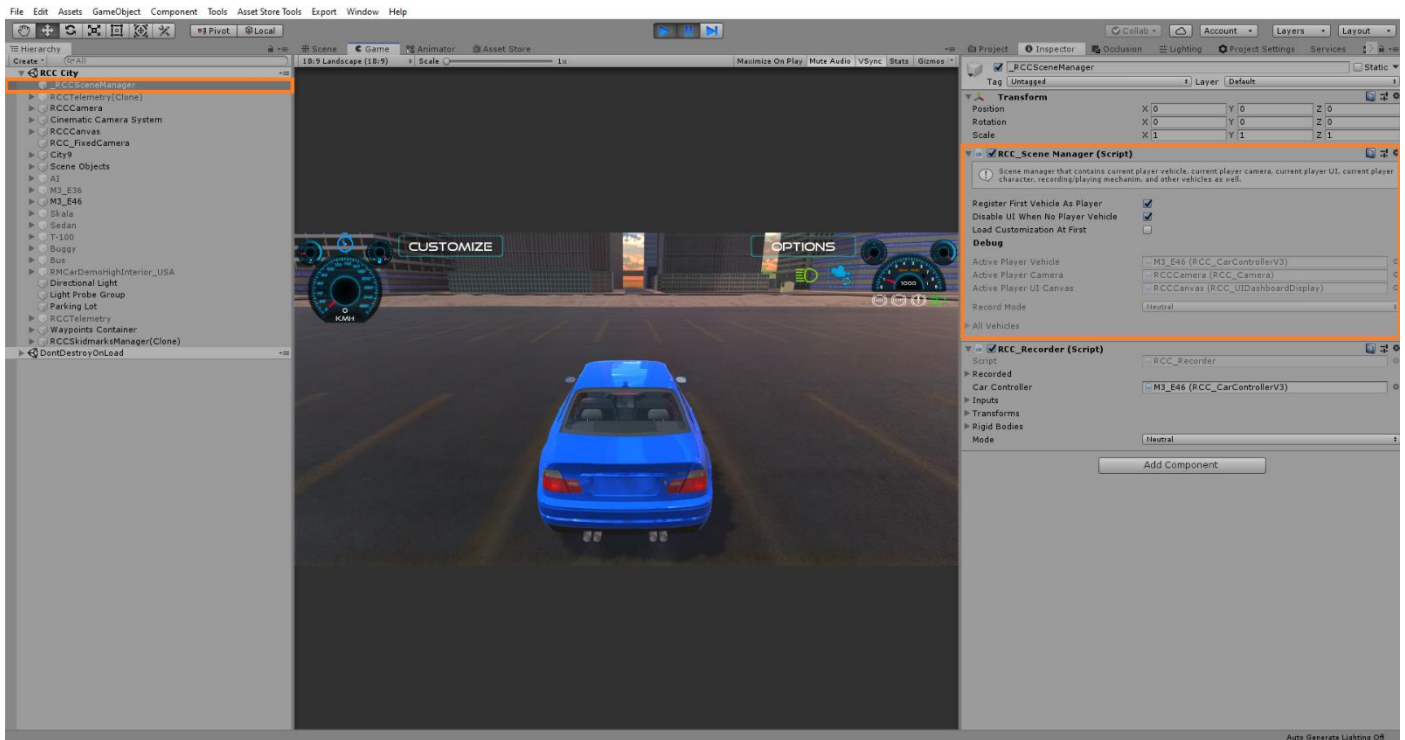 File Edit Assets GameObject Component Tools Asset Store Tools Export Window Help
Pivot Local Collab Account Layers Layout
Hierarchy Scene Game Animator Asset Store Project Inspector Occlusion Lighting Project Settings Services
Create All 18:9 Landscape (18:9) Scale 1x Maximize On Play Mute Audio VSync Stats Gizmos
RCC City
_RCCSceneManager
RCCTelemetry(Clone)
RCCCamera
Cinematic Camera System
RCCCanvas
RCC_FixedCamera
City9
Scene Objects
AI
M3_E36
M3_E46
Skala
Sedan
T-100
Buggy
Bus
RMCarDemoHighInterior_USA
Directional Light
Light Probe Group
Parking Lot
RCCTelemetry
Waypoints Container
RCCSkidmarksManager(Clone)
DontDestroyOnLoad
CUSTOMIZE OPTIONS
0
KMH
1000
_RCCSceneManager Static
Tag Untagged Layer Default
Transform
Position X 0 Y 0 Z 0
Rotation X 0 Y 0 Z 0
Scale X 1 Y 1 Z 1
RCC_Scene Manager (Script)
Scene manager that contains current player vehicle, current player camera, current player UI, current player
character, recording/playing mechanim, and other vehicles as well.
Register First Vehicle As Player
Disable UI When No Player Vehicle
Load Customization At First
Debug
Active Player Vehicle M3_E46 (RCC_CarControllerV3)
Active Player Camera RCCCamera (RCC_Camera)
Active Player UI Canvas RCCCanvas (RCC_UIDashboardDisplay)
Record Mode Neutral
All Vehicles
RCC_Recorder (Script)
Script RCC_Recorder
Recorded
Car Controller M3_E46 (RCC_CarControllerV3)
Inputs
Transforms
Rigid Bodies
Mode Neutral
Add Component
Auto Generate Lighting Off